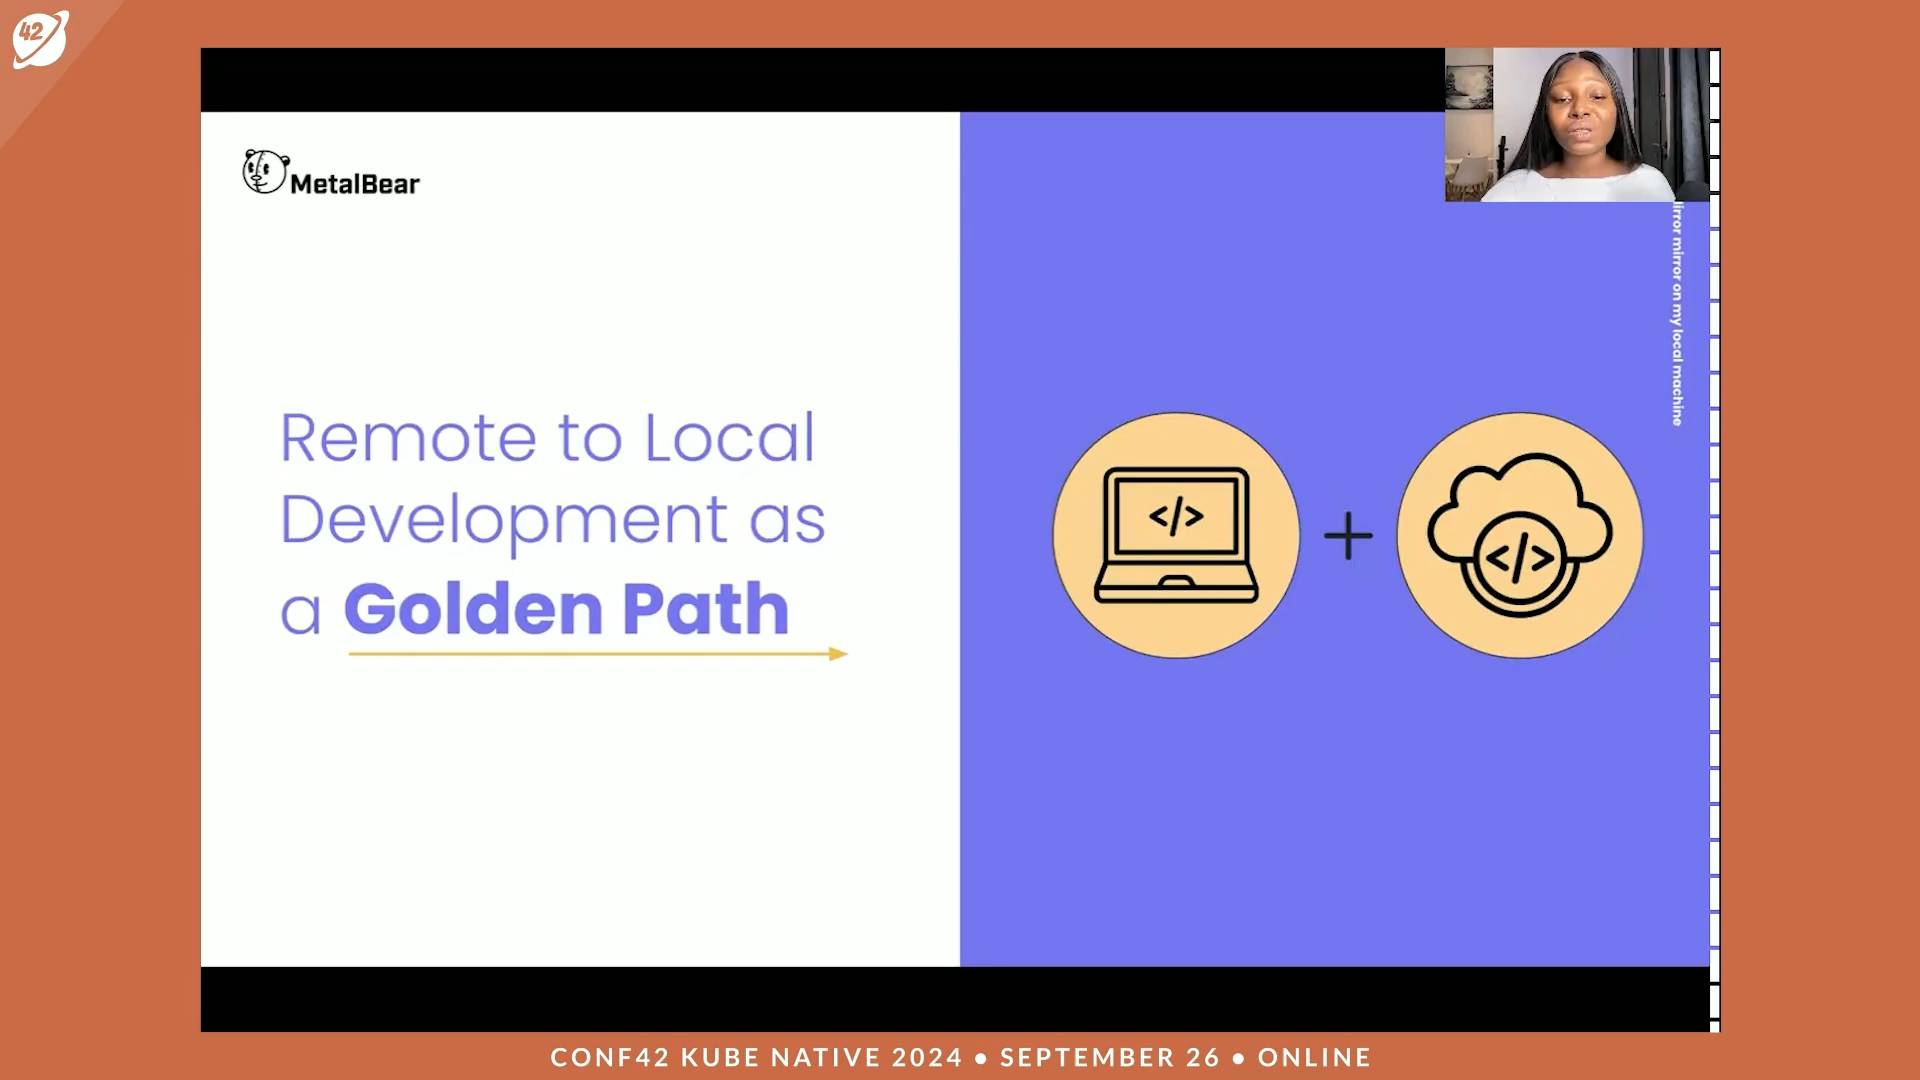 42
MetalBear
Remote to Local
Development as
a Golden Path
</>
</>
mirror on my local machine
CONF42 KUBE NATIVE 2024 • SEPTEMBER 26 • ONLINE